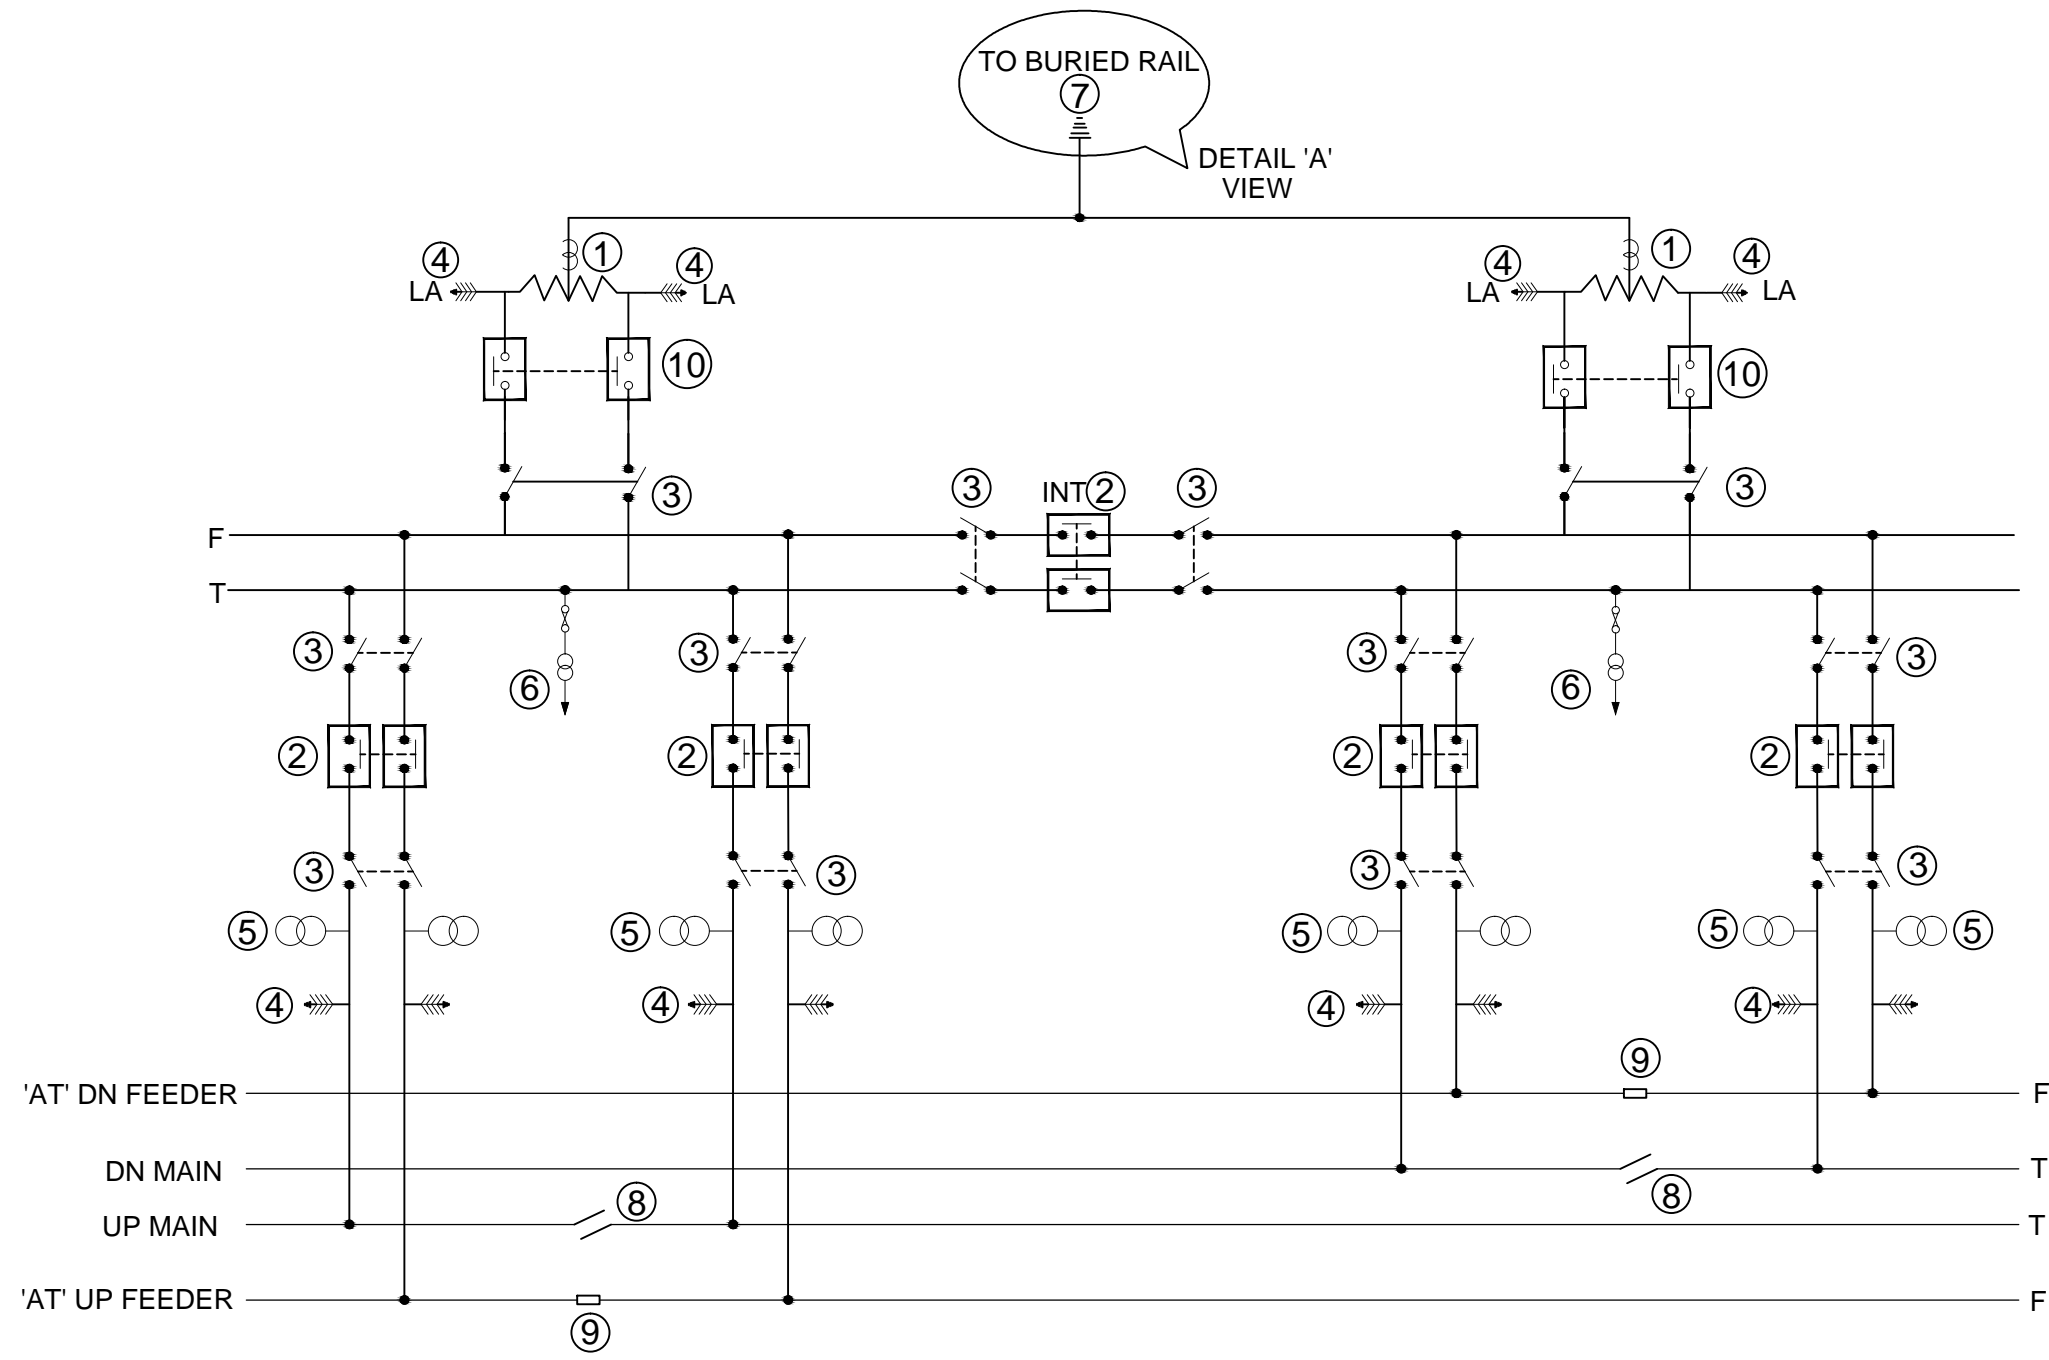 TO BURIED RAIL
7
DETAIL 'A'
VIEW
4 1 4 4 1 4
LA LA LA LA
10 10
3 3 INT 2 3 3
F
T
3 3 3 3
6 6
2 2 2 2
3 3 3 3
5 5 5 5 5
4 4 4 4
9
'AT' DN FEEDER F
DN MAIN T
8 8
UP MAIN T
'AT' UP FEEDER F
9